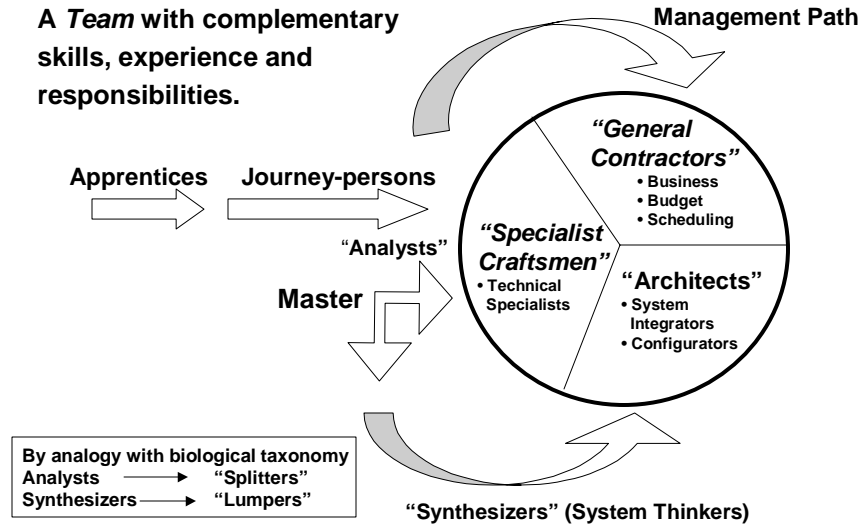 A Team with complementary
skills, experience and
responsibilities.
Management Path
“General
Contractors”
• Business
• Budget
• Scheduling
Apprentices
Journey-persons
“Analysts”
“Specialist
Craftsmen”
• Technical
Specialists
“Architects”
• System
Integrators
• Configurators
Master
By analogy with biological taxonomy
Analysts “Splitters”
Synthesizers “Lumpers”
“Synthesizers” (System Thinkers)